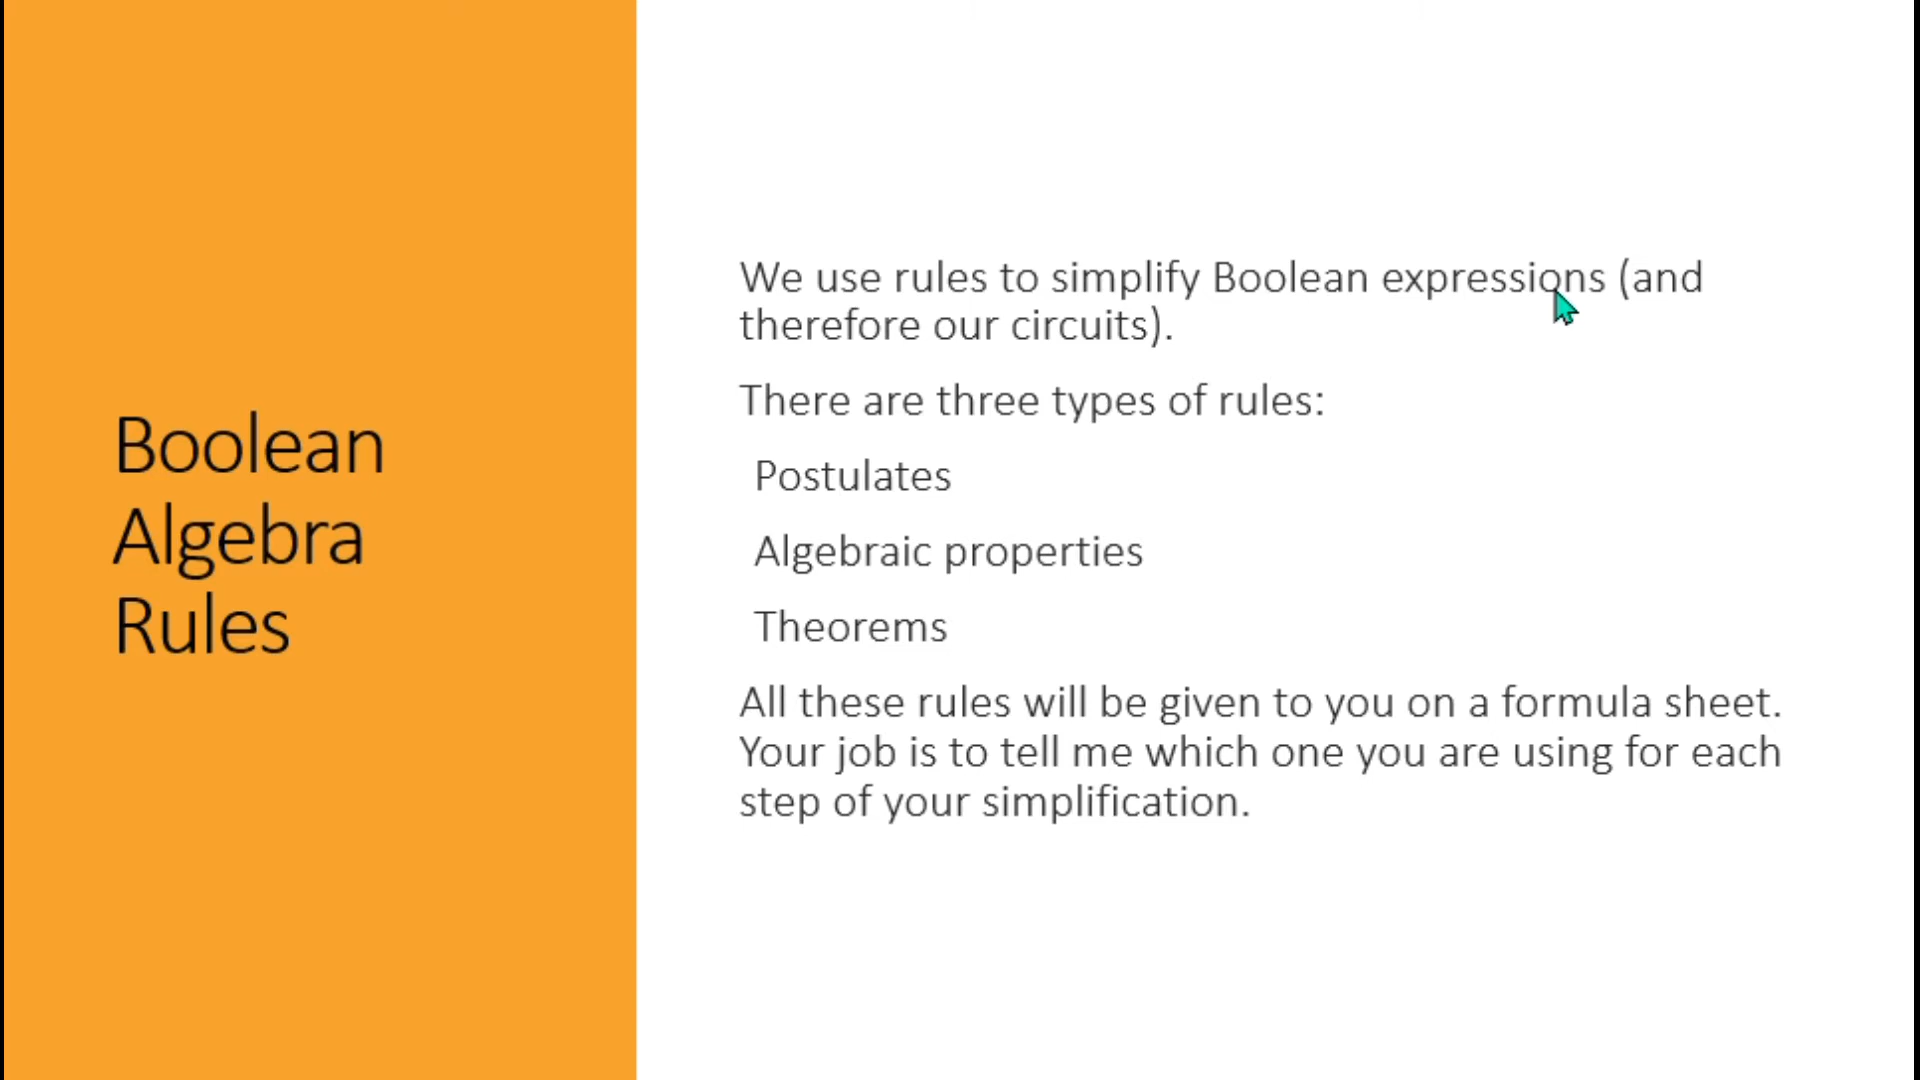 Boolean
Algebra
Rules
We use rules to simplify Boolean expressions (and
therefore our circuits).
There are three types of rules:
Postulates
Algebraic properties
Theorems
All these rules will be given to you on a formula sheet.
Your job is to tell me which one you are using for each
step of your simplification.